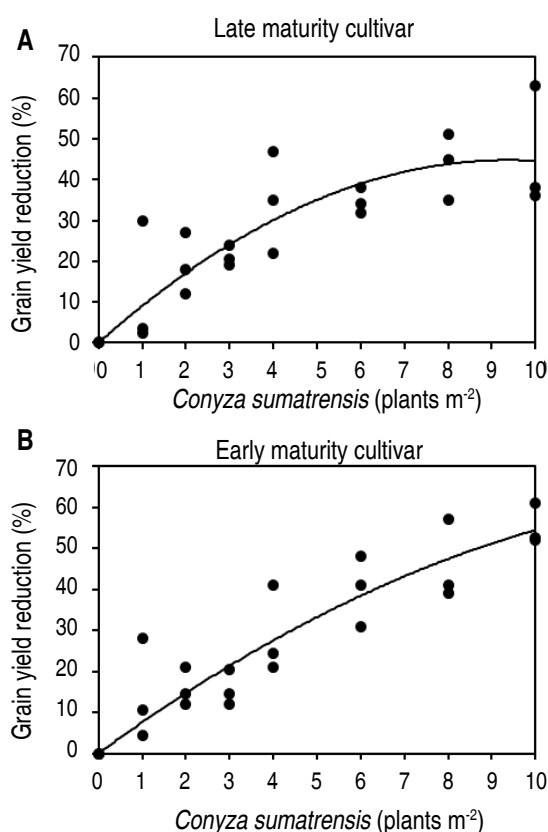 A
Late maturity cultivar
Grain yield reduction (%)
70
60
50
40
30
20
10
0
0 1 2 3 4 5 6 7 8 9 10
Conyza sumatrensis (plants m-2)
B
Early maturity cultivar
Grain yield reduction (%)
70
60
50
40
30
20
10
0
0 1 2 3 4 5 6 7 8 9 10
Conyza sumatrensis (plants m-2)